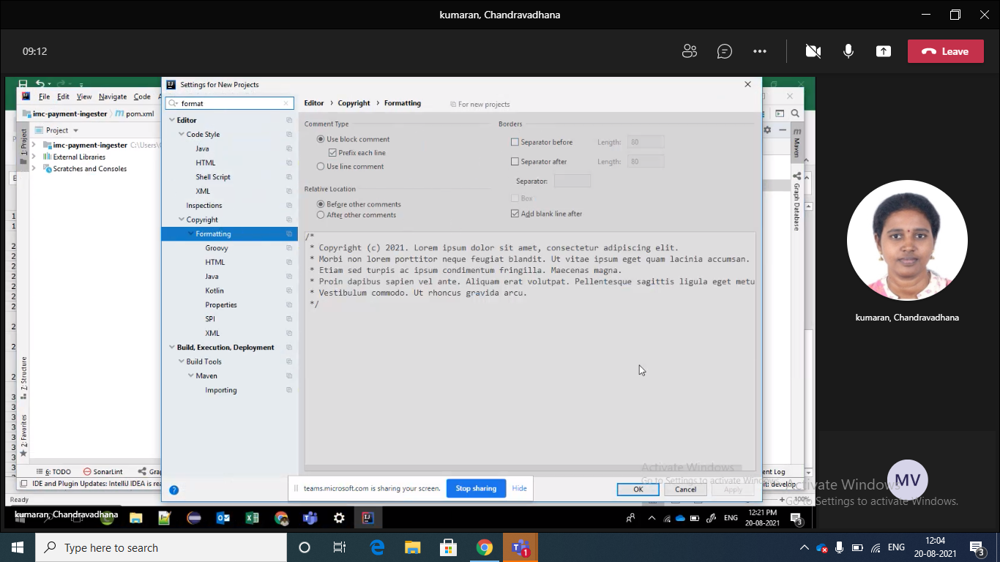 kumaran, Chandravadhana
09:12
Leave
File Edit View Navigate Code
imc-payment-ingester
pom.xml
Project
imc-payment-ingester C:\Users\
External Libraries
Scratches and Consoles
1: Project
7: Structure
2: Favorites
6: TODO
SonarLint
IDE and Plugin Updates: IntelliJ IDEA is rea
Ready
Settings for New Projects
format
Editor
Code Style
Java
HTML
Shell Script
XML
Inspections
Copyright
Formatting
Groovy
HTML
Java
Kotlin
Properties
SPI
XML
Build, Execution, Deployment
Build Tools
Maven
Importing
Editor › Copyright › Formatting
For new projects
Comment Type
Use block comment
Prefix each line
Use line comment
Relative Location
Before other comments
After other comments
Borders
Separator before Length: 80
Separator after Length: 80
Separator:
Box
Add blank line after
/*
* Copyright (c) 2021. Lorem ipsum dolor sit amet, consectetur adipiscing elit.
* Morbi non lorem porttitor neque feugiat blandit. Ut vitae ipsum eget quam lacinia accumsan.
* Etiam sed turpis ac ipsum condimentum fringilla. Maecenas magna.
* Proin dapibus sapien vel ante. Aliquam erat volutpat. Pellentesque sagittis ligula eget metu
* Vestibulum commodo. Ut rhoncus gravida arcu.
*/
Activate Windows
Go to Settings to activate Windows.
OK
Cancel
Apply
teams.microsoft.com is sharing your screen.
Stop sharing
Hide
Maven
Graph Database
ent Log
it: develop
100%
kumaran, Chandravadhana
MV
Activate Windows
Go to Settings to activate Windows.
kumaran, Chandravadhana
ENG
12:21 PM
20-08-2021
3
Type here to search
1
ENG
12:04
20-08-2021
3